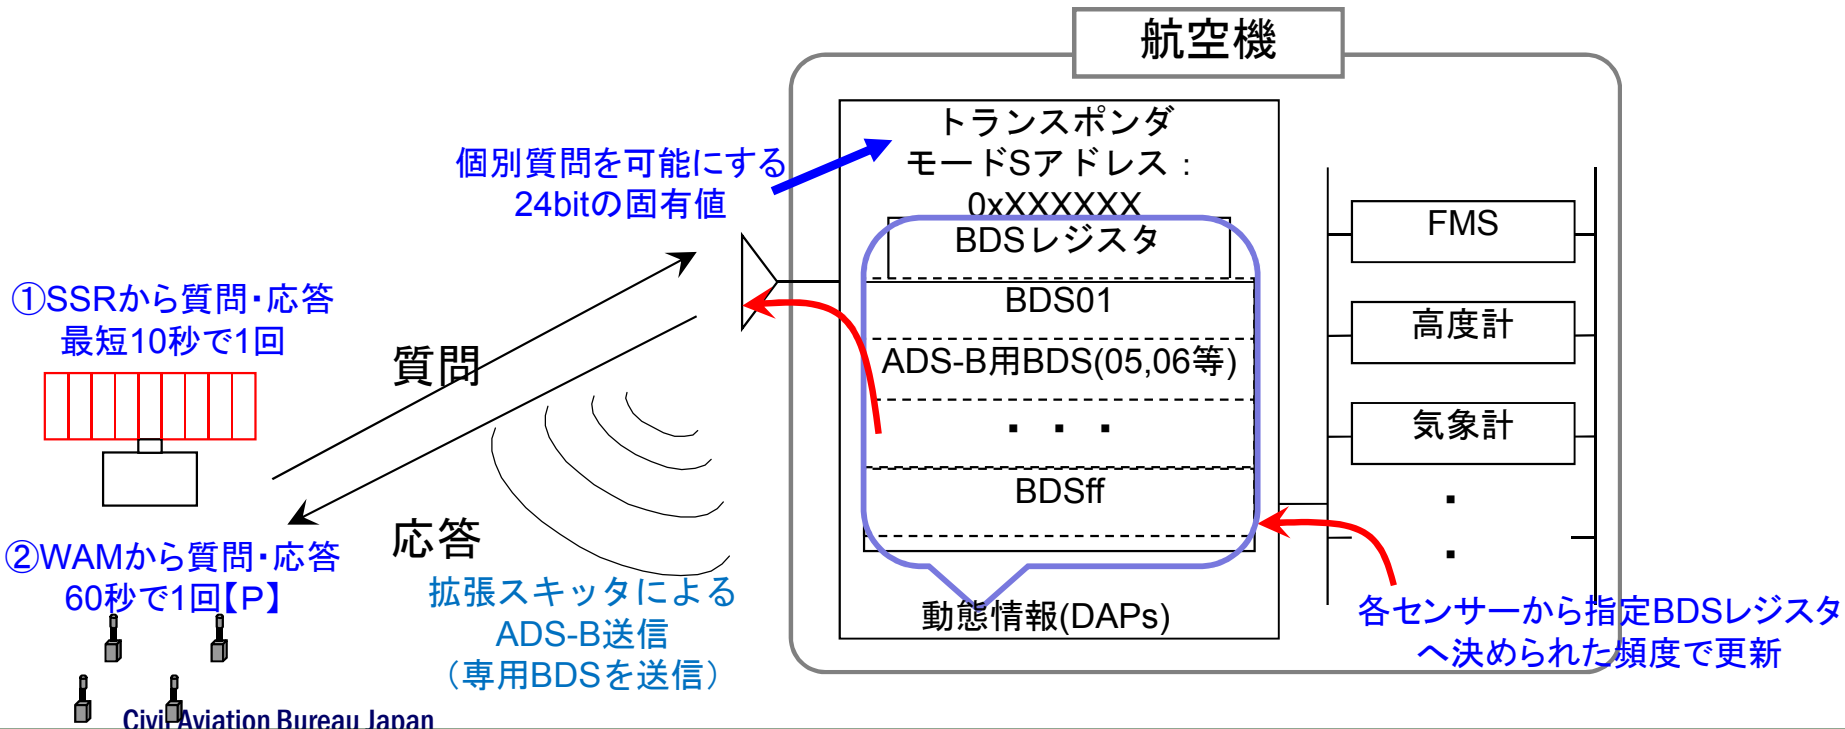 航空機
トランスポンダ
モードSアドレス：
0xXXXXXX
個別質問を可能にする
24bitの固有値
BDSレジスタ
BDS01
ADS-B用BDS(05,06等)
・・・
BDSff
動態情報(DAPs)
FMS
高度計
気象計
・
・
①SSRから質問・応答
最短10秒で1回
質問
応答
②WAMから質問・応答
60秒で1回【P】
拡張スキッタによる
ADS-B送信
（専用BDSを送信）
各センサーから指定BDSレジスタ
へ決められた頻度で更新
Civil Aviation Bureau Japan